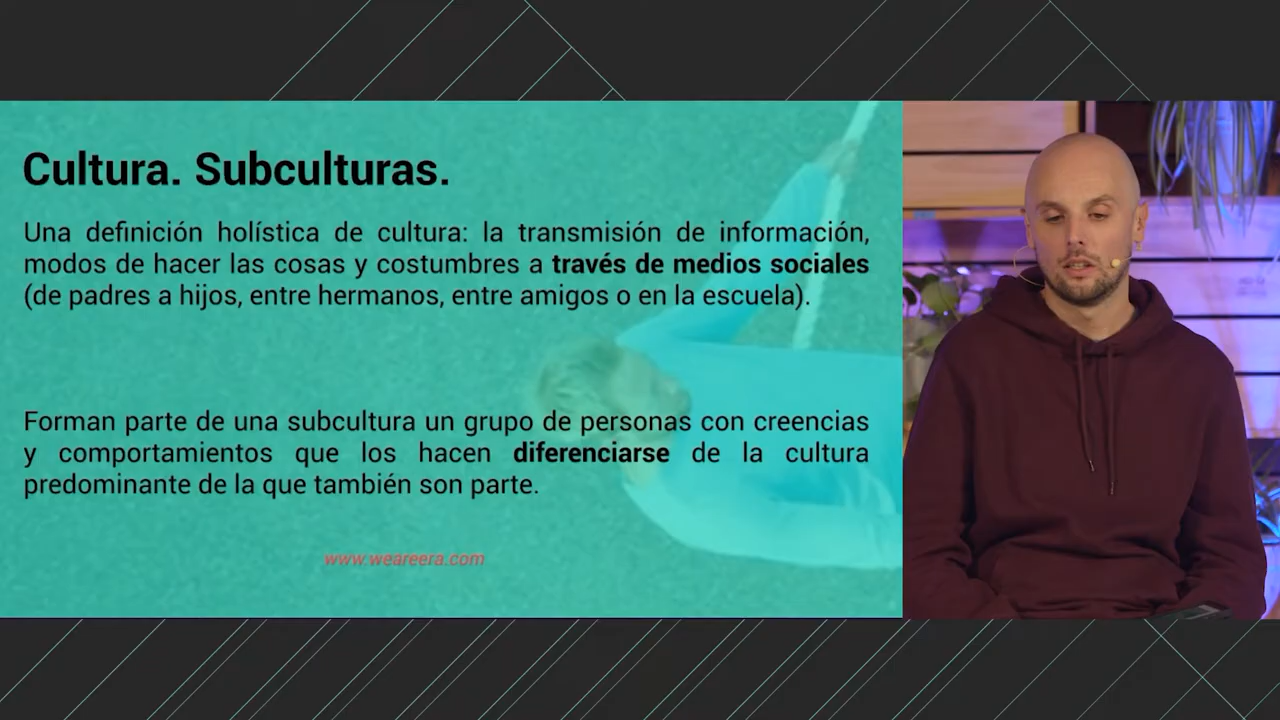 Cultura. Subculturas.
Una definición holística de cultura: la transmisión de información,
modos de hacer las cosas y costumbres a través de medios sociales
(de padres a hijos, entre hermanos, entre amigos o en la escuela).
Forman parte de una subcultura un grupo de personas con creencias
y comportamientos que los hacen diferenciarse de la cultura
predominante de la que también son parte.
www.weareera.com